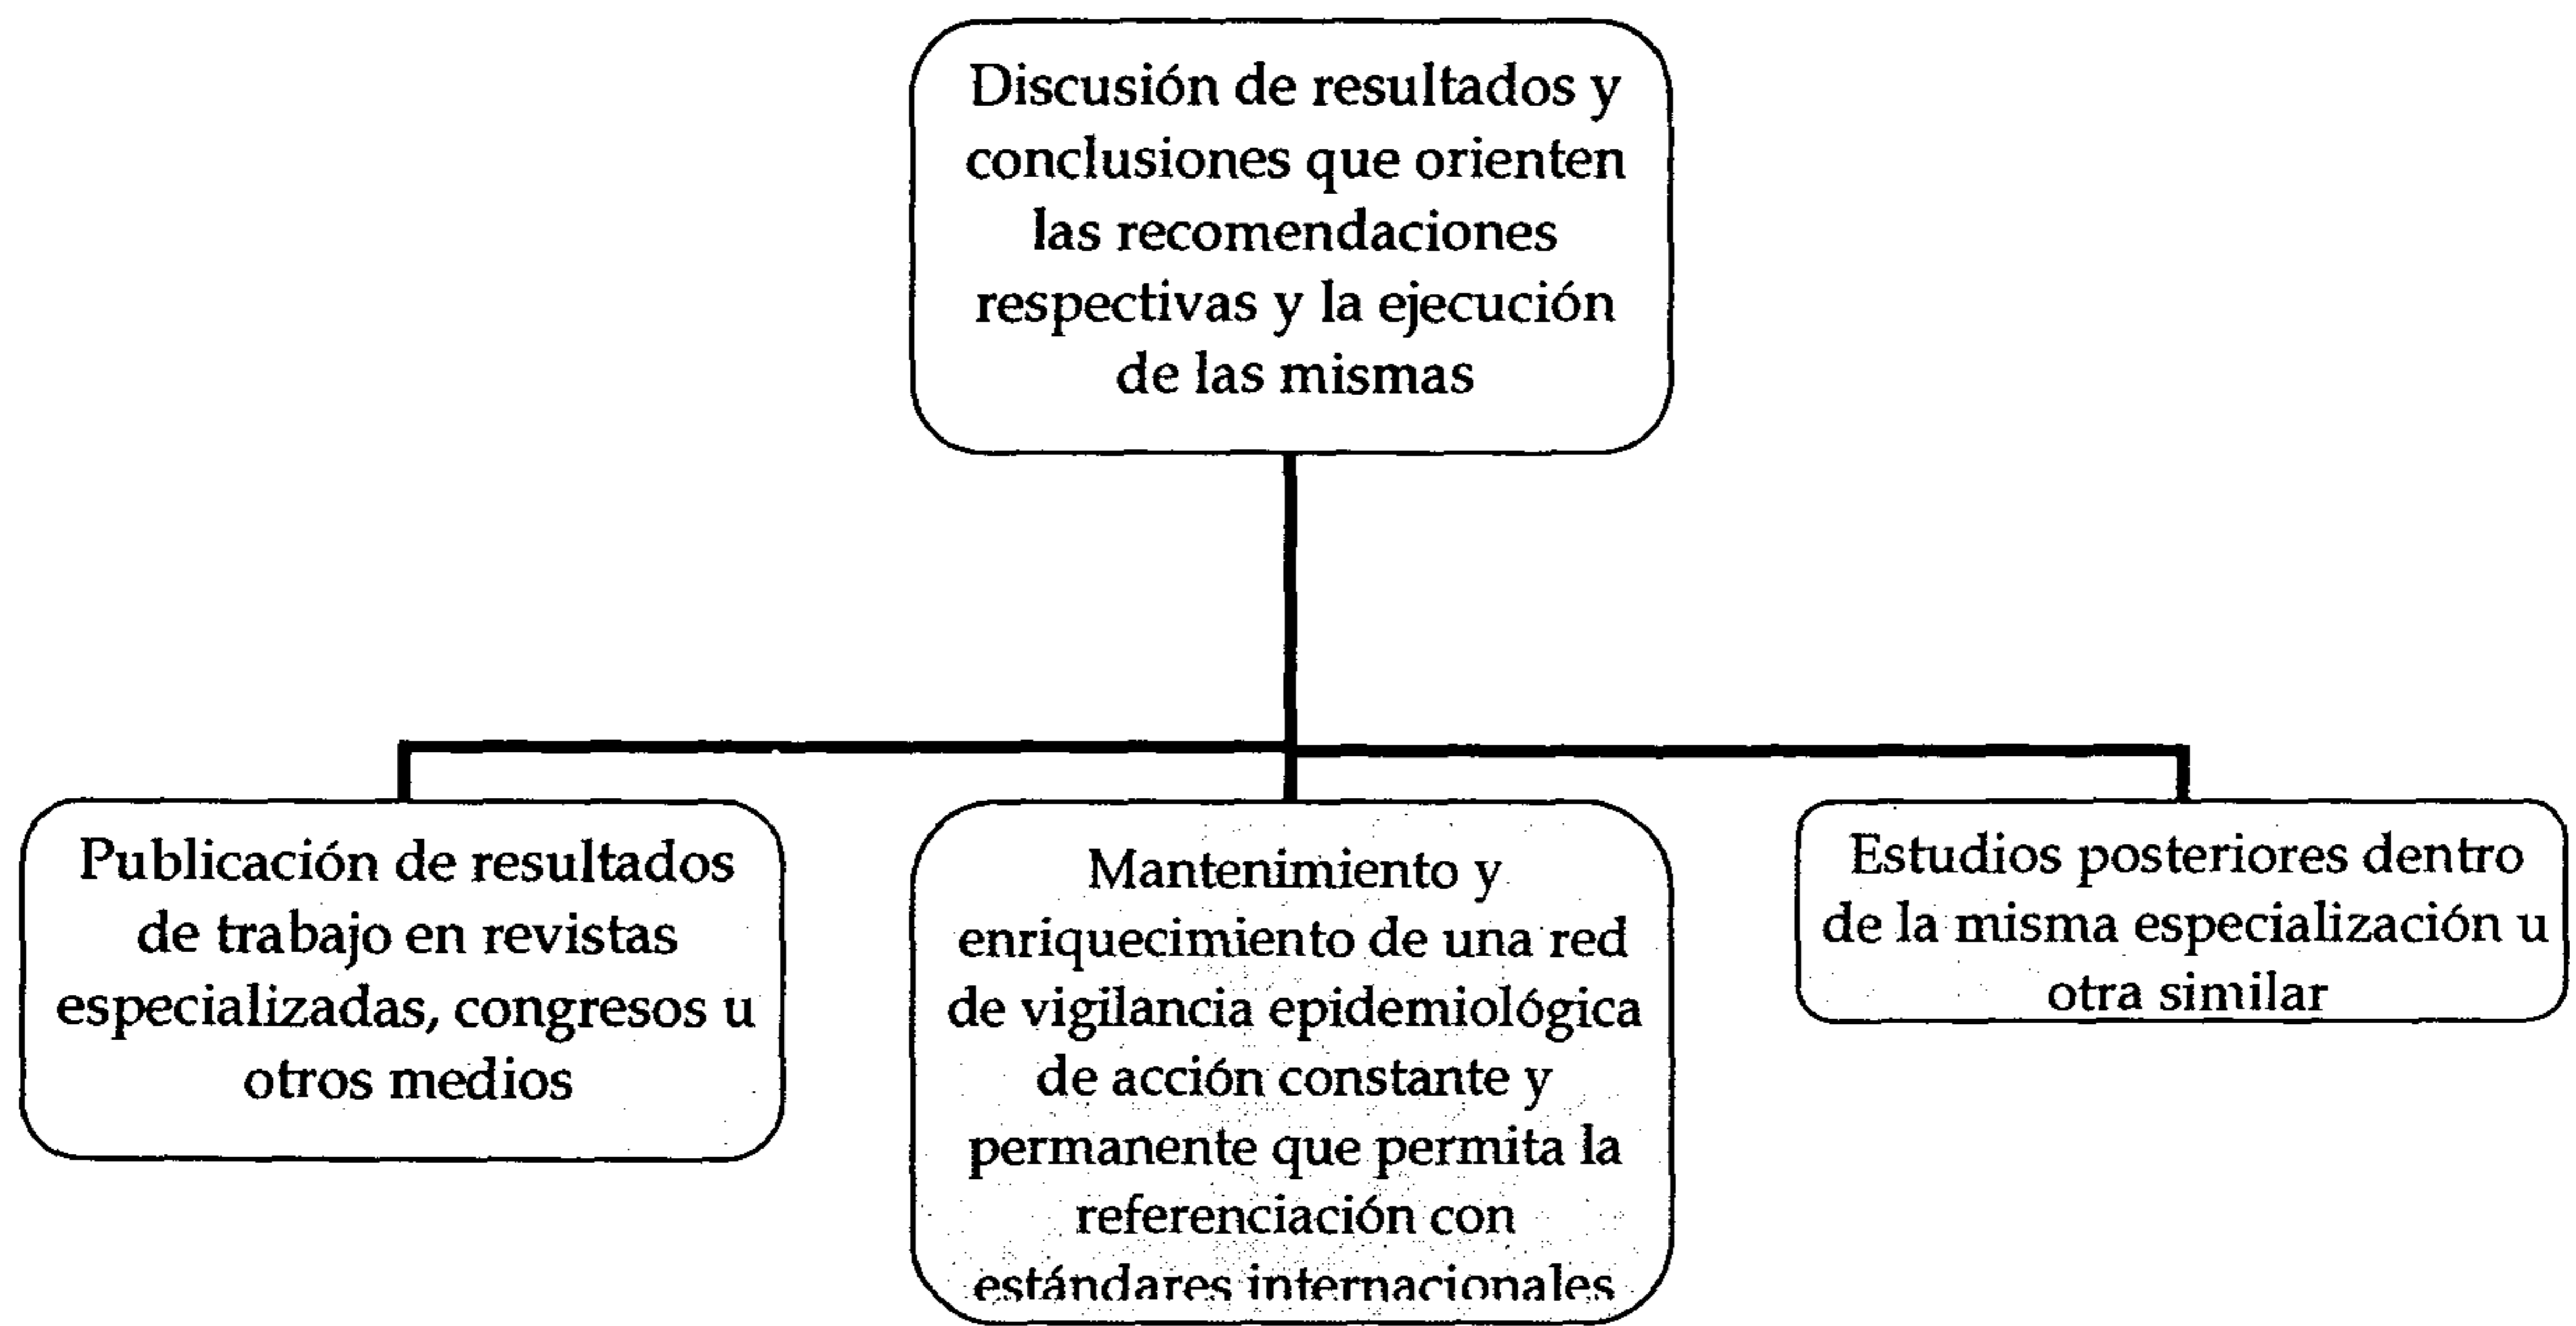 Discusión de resultados y
conclusiones que orienten
las recomendaciones
respectivas y la ejecución
de las mismas
Publicación de resultados
de trabajo en revistas
especializadas, congresos u
otros medios
Mantenimiento y
enriquecimiento de una red
de vigilancia epidemiológica
de acción constante y
permanente que permita la
referenciación con
estándares internacionales
Estudios posteriores dentro
de la misma especialización u
otra similar